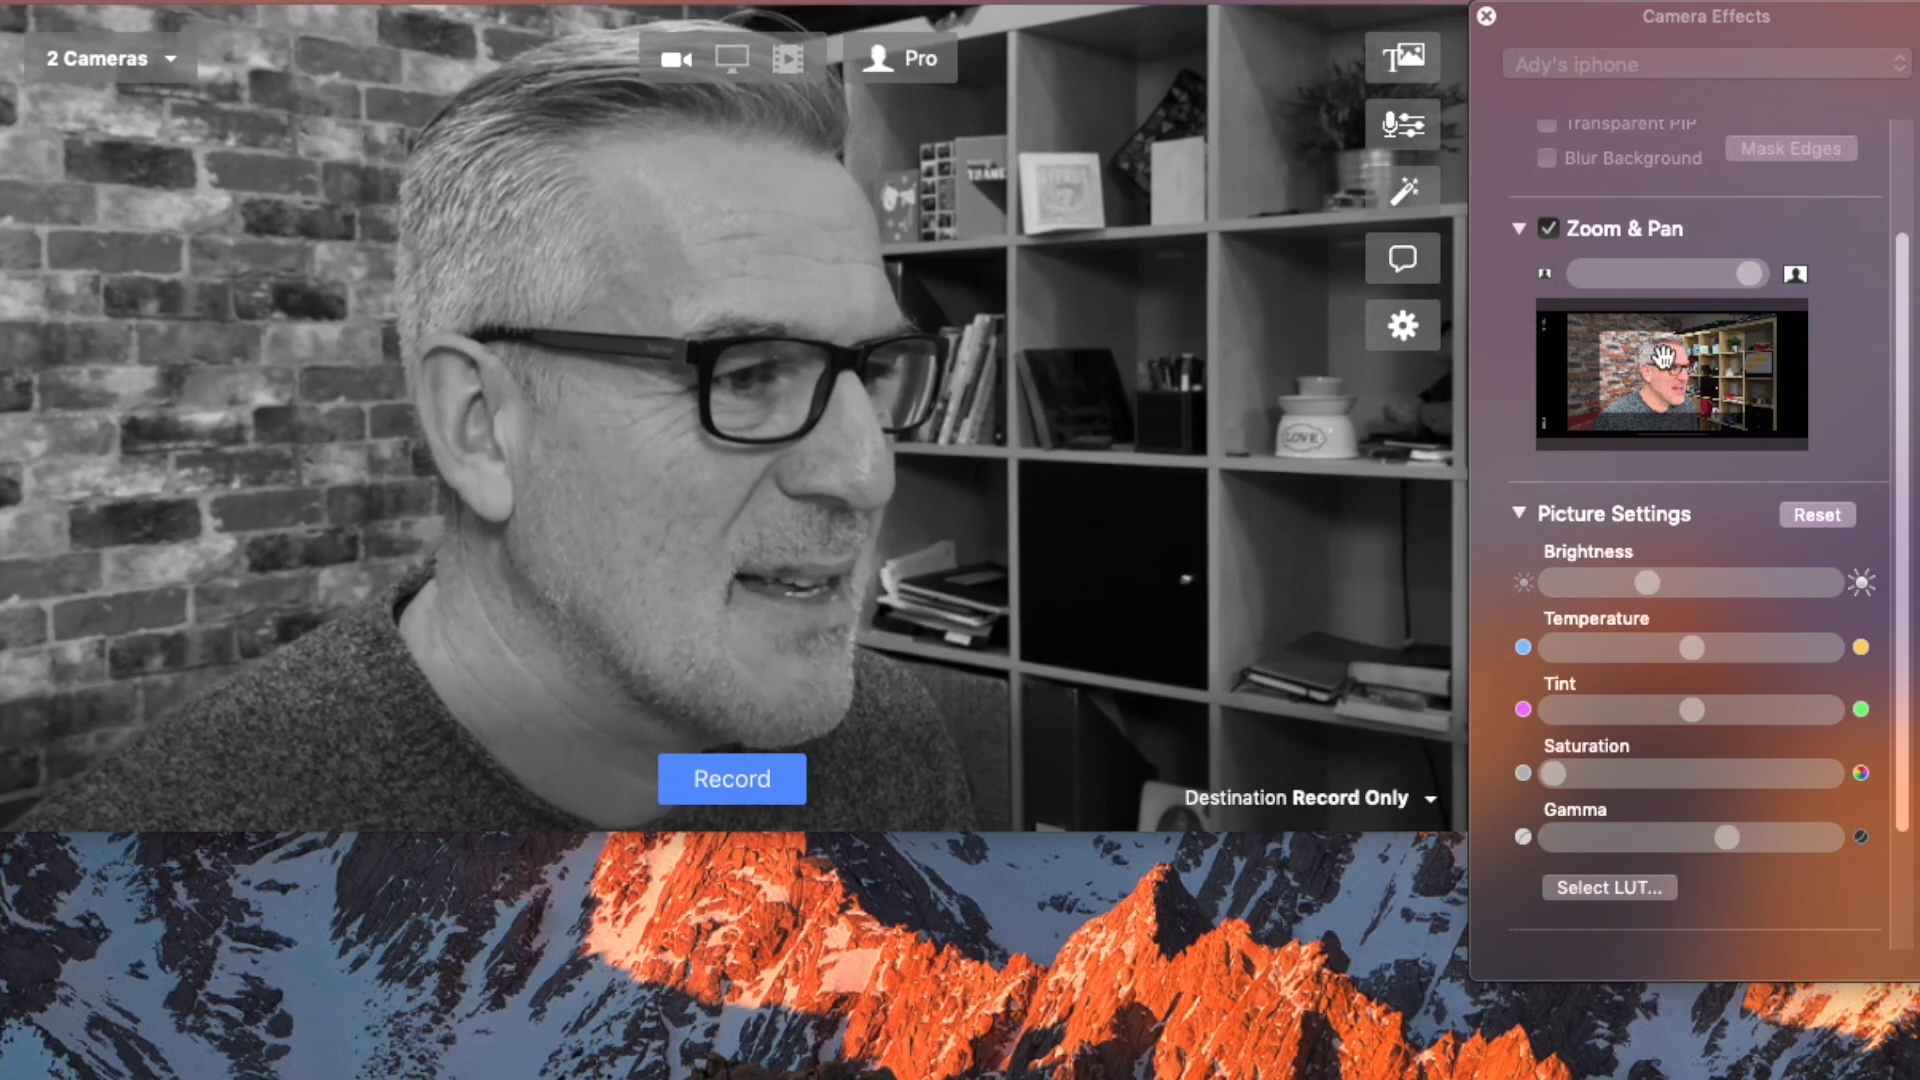 2 Cameras
Pro
Record
Destination Record Only
LOVE
Camera Effects
Ady's iphone
Transparent PIP
Blur Background
Mask Edges
Zoom & Pan
Picture Settings
Reset
Brightness
Temperature
Tint
Saturation
Gamma
Select LUT...